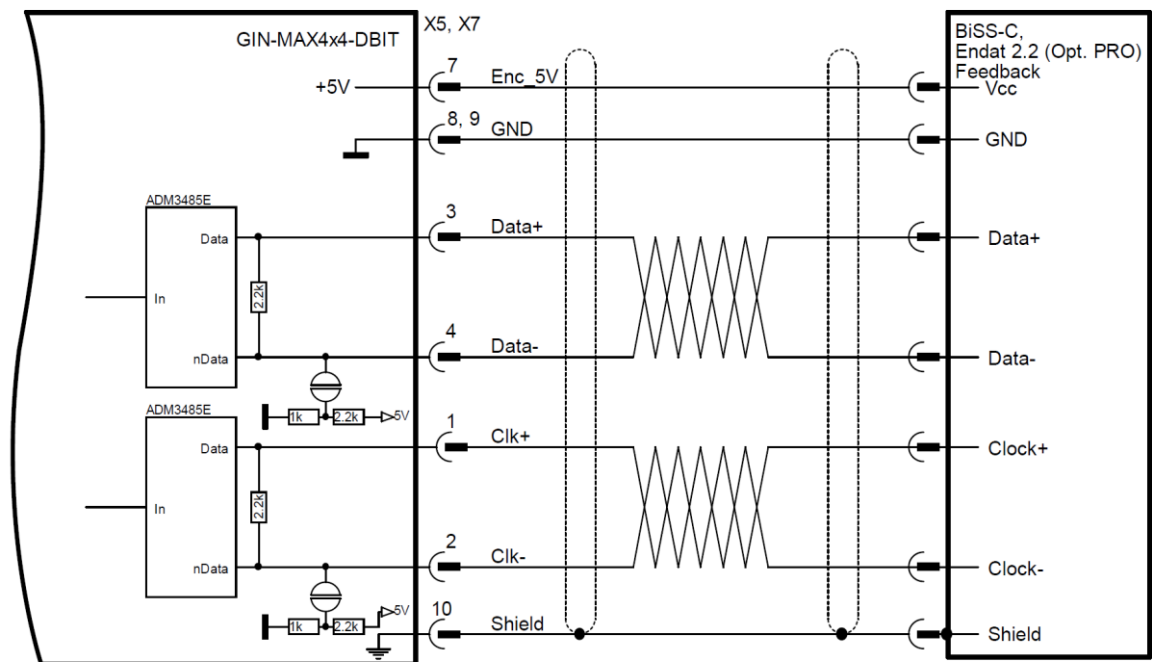 GIN-MAX4x4-DBIT
X5, X7
BiSS-C,
Endat 2.2 (Opt. PRO)
Feedback
+5V
7
Enc_5V
Vcc
8, 9
GND
GND
ADM3485E
Data
3
Data+
Data+
In
2.2k
nData
4
Data-
Data-
1k
2.2k
5V
ADM3485E
Data
1
Clk+
Clock+
In
2.2k
nData
2
Clk-
Clock-
1k
2.2k
5V
10
Shield
Shield